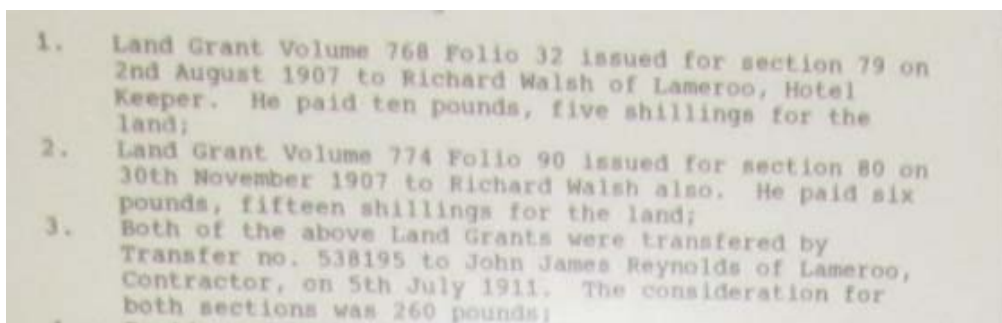 1. Land Grant Volume 768 Folio 32 issued for section 79 on
2nd August 1907 to Richard Walsh of Lameroo, Hotel
Keeper. He paid ten pounds, five shillings for the
land;
2. Land Grant Volume 774 Folio 90 issued for section 80 on
30th November 1907 to Richard Walsh also. He paid six
pounds, fifteen shillings for the land;
3. Both of the above Land Grants were transfered by
Transfer no. 538195 to John James Reynolds of Lameroo,
Contractor, on 5th July 1911. The consideration for
both sections was 260 pounds;